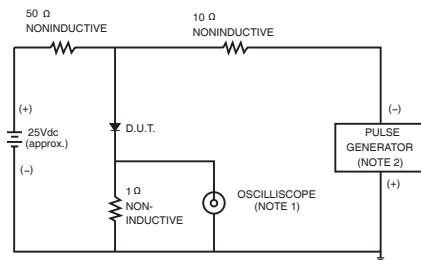 50 Ω
NONINDUCTIVE
10 Ω
NONINDUCTIVE
(+)
25Vdc
(approx.)
(−)
D.U.T.
1 Ω
NON-
INDUCTIVE
OSCILLISCOPE
(NOTE 1)
(−)
PULSE
GENERATOR
(NOTE 2)
(+)